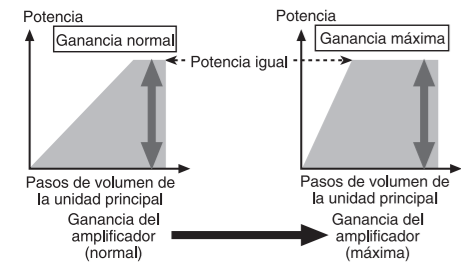 Potencia
Ganancia normal
Potencia igual
Pasos de volumen de
la unidad principal
Ganancia del
amplificador
(normal)
Potencia
Ganancia máxima
Pasos de volumen de
la unidad principal
Ganancia del
amplificador
(máxima)